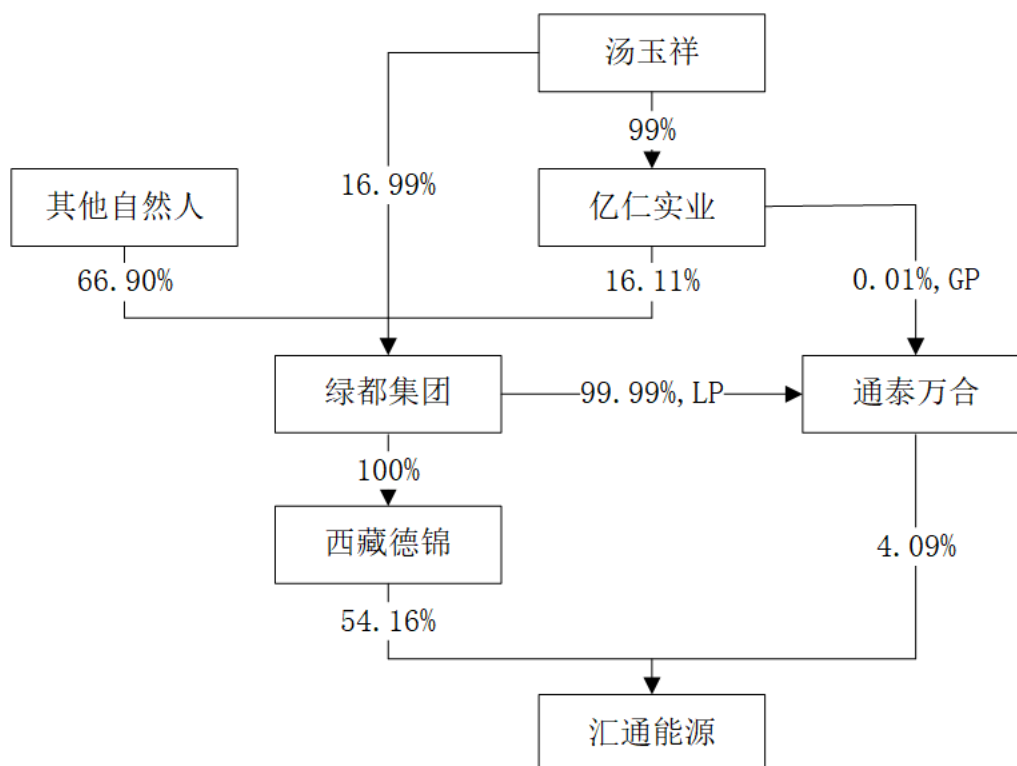 汤玉祥
99%
16.99%
其他自然人
亿仁实业
66.90%
16.11%
0.01%,GP
绿都集团
99.99%,LP
通泰万合
100%
西藏德锦
4.09%
54.16%
汇通能源